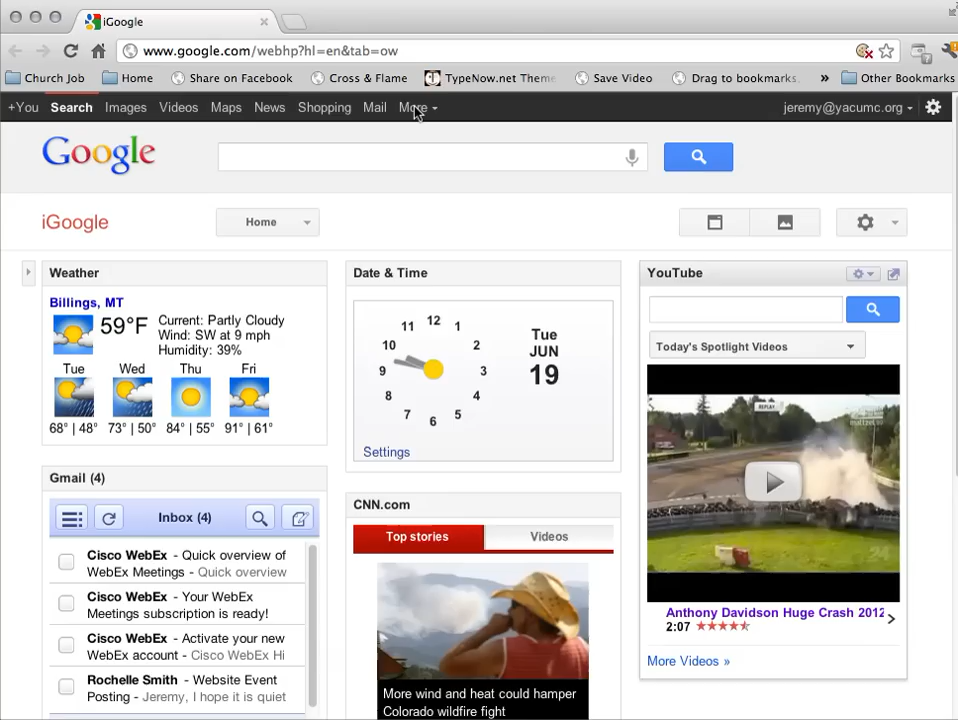 iGoogle
www.google.com/webhp?hl=en&tab=ow
Church Job Home Share on Facebook Cross & Flame TypeNow.net Theme Save Video Drag to bookmarks. » Other Bookmarks
+You Search Images Videos Maps News Shopping Mail More jeremy@yacumc.org
Google
iGoogle
Home
Weather
Billings, MT
59°F
Current: Partly Cloudy
Wind: SW at 9 mph
Humidity: 39%
Tue Wed Thu Fri
68° | 48° 73° | 50° 84° | 55° 91° | 61°
Gmail (4)
Inbox (4)
Cisco WebEx - Quick overview of
WebEx Meetings - Quick overview
Cisco WebEx - Your WebEx
Meetings subscription is ready!
Cisco WebEx - Activate your new
WebEx account - Cisco WebEx Hi
Rochelle Smith - Website Event
Posting - Jeremy, I hope it is quiet
Date & Time
12
11 1
10 2
9 3
8 4
7 5
6
Tue
JUN
19
Settings
CNN.com
Top stories Videos
More wind and heat could hamper
Colorado wildfire fight
YouTube
Today's Spotlight Videos
REPLAY
24
Anthony Davidson Huge Crash 2012
2:07
More Videos »